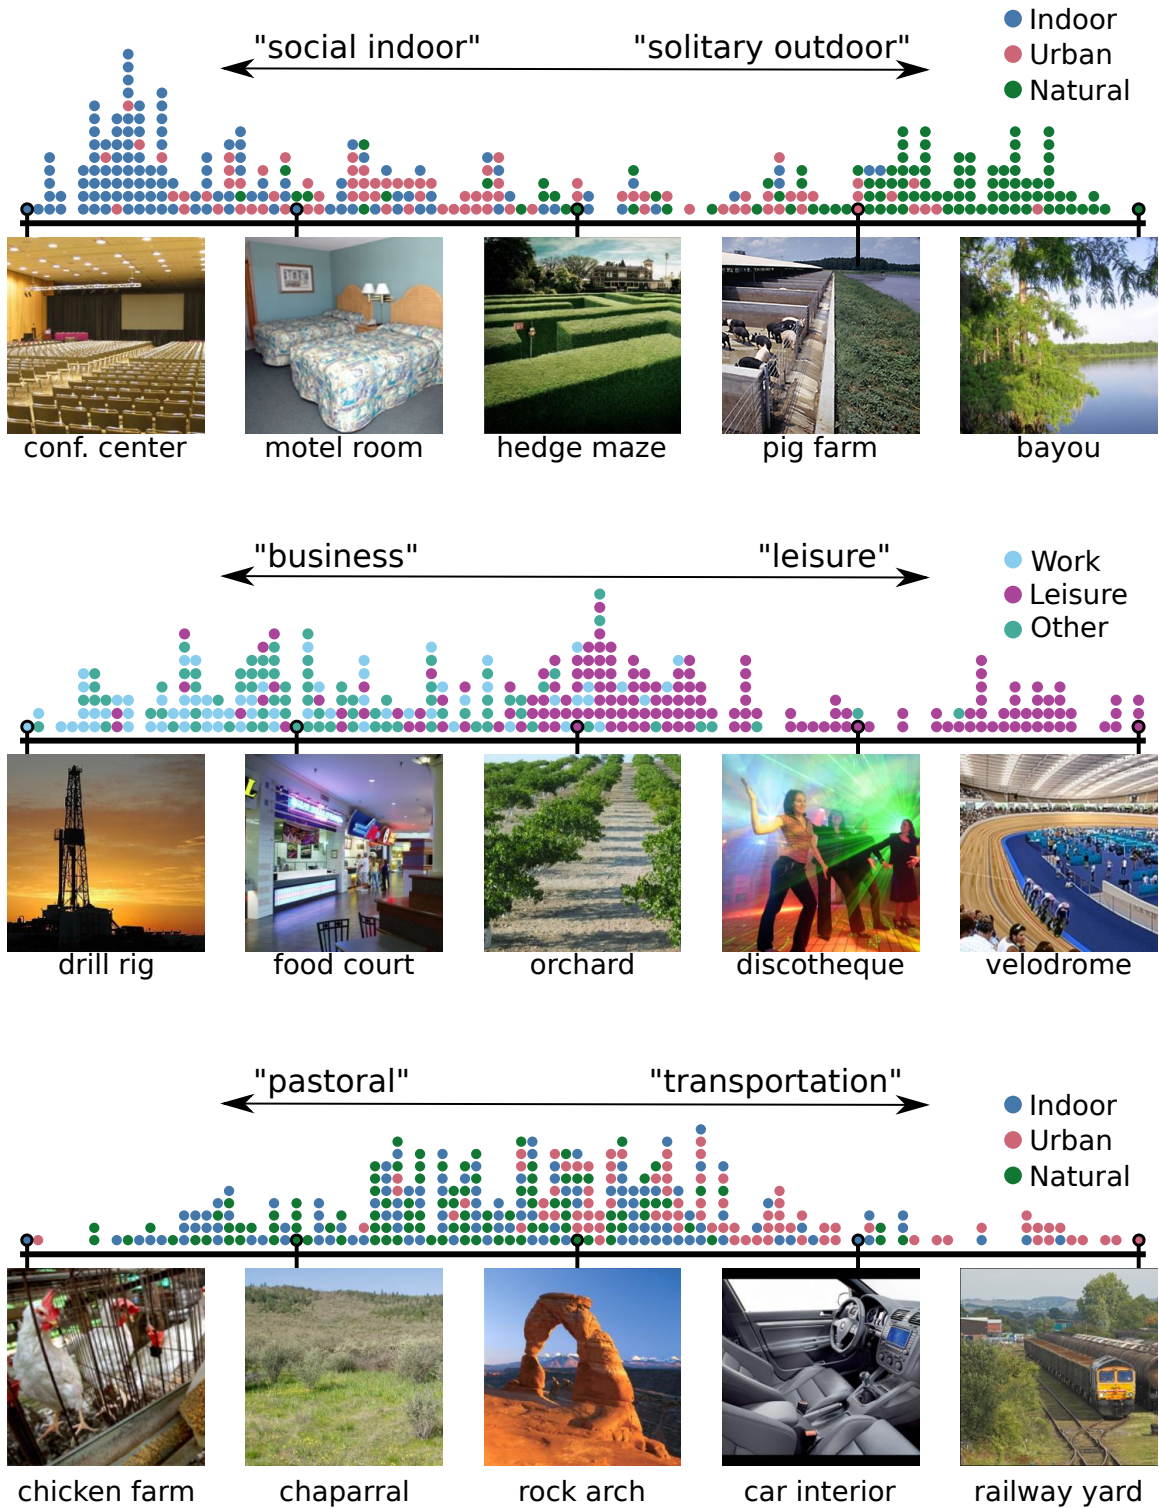 "social indoor" "solitary outdoor"
Indoor
Urban
Natural
conf. center motel room hedge maze pig farm bayou
"business" "leisure"
Work
Leisure
Other
drill rig food court orchard discotheque velodrome
"pastoral" "transportation"
Indoor
Urban
Natural
chicken farm chaparral rock arch car interior railway yard